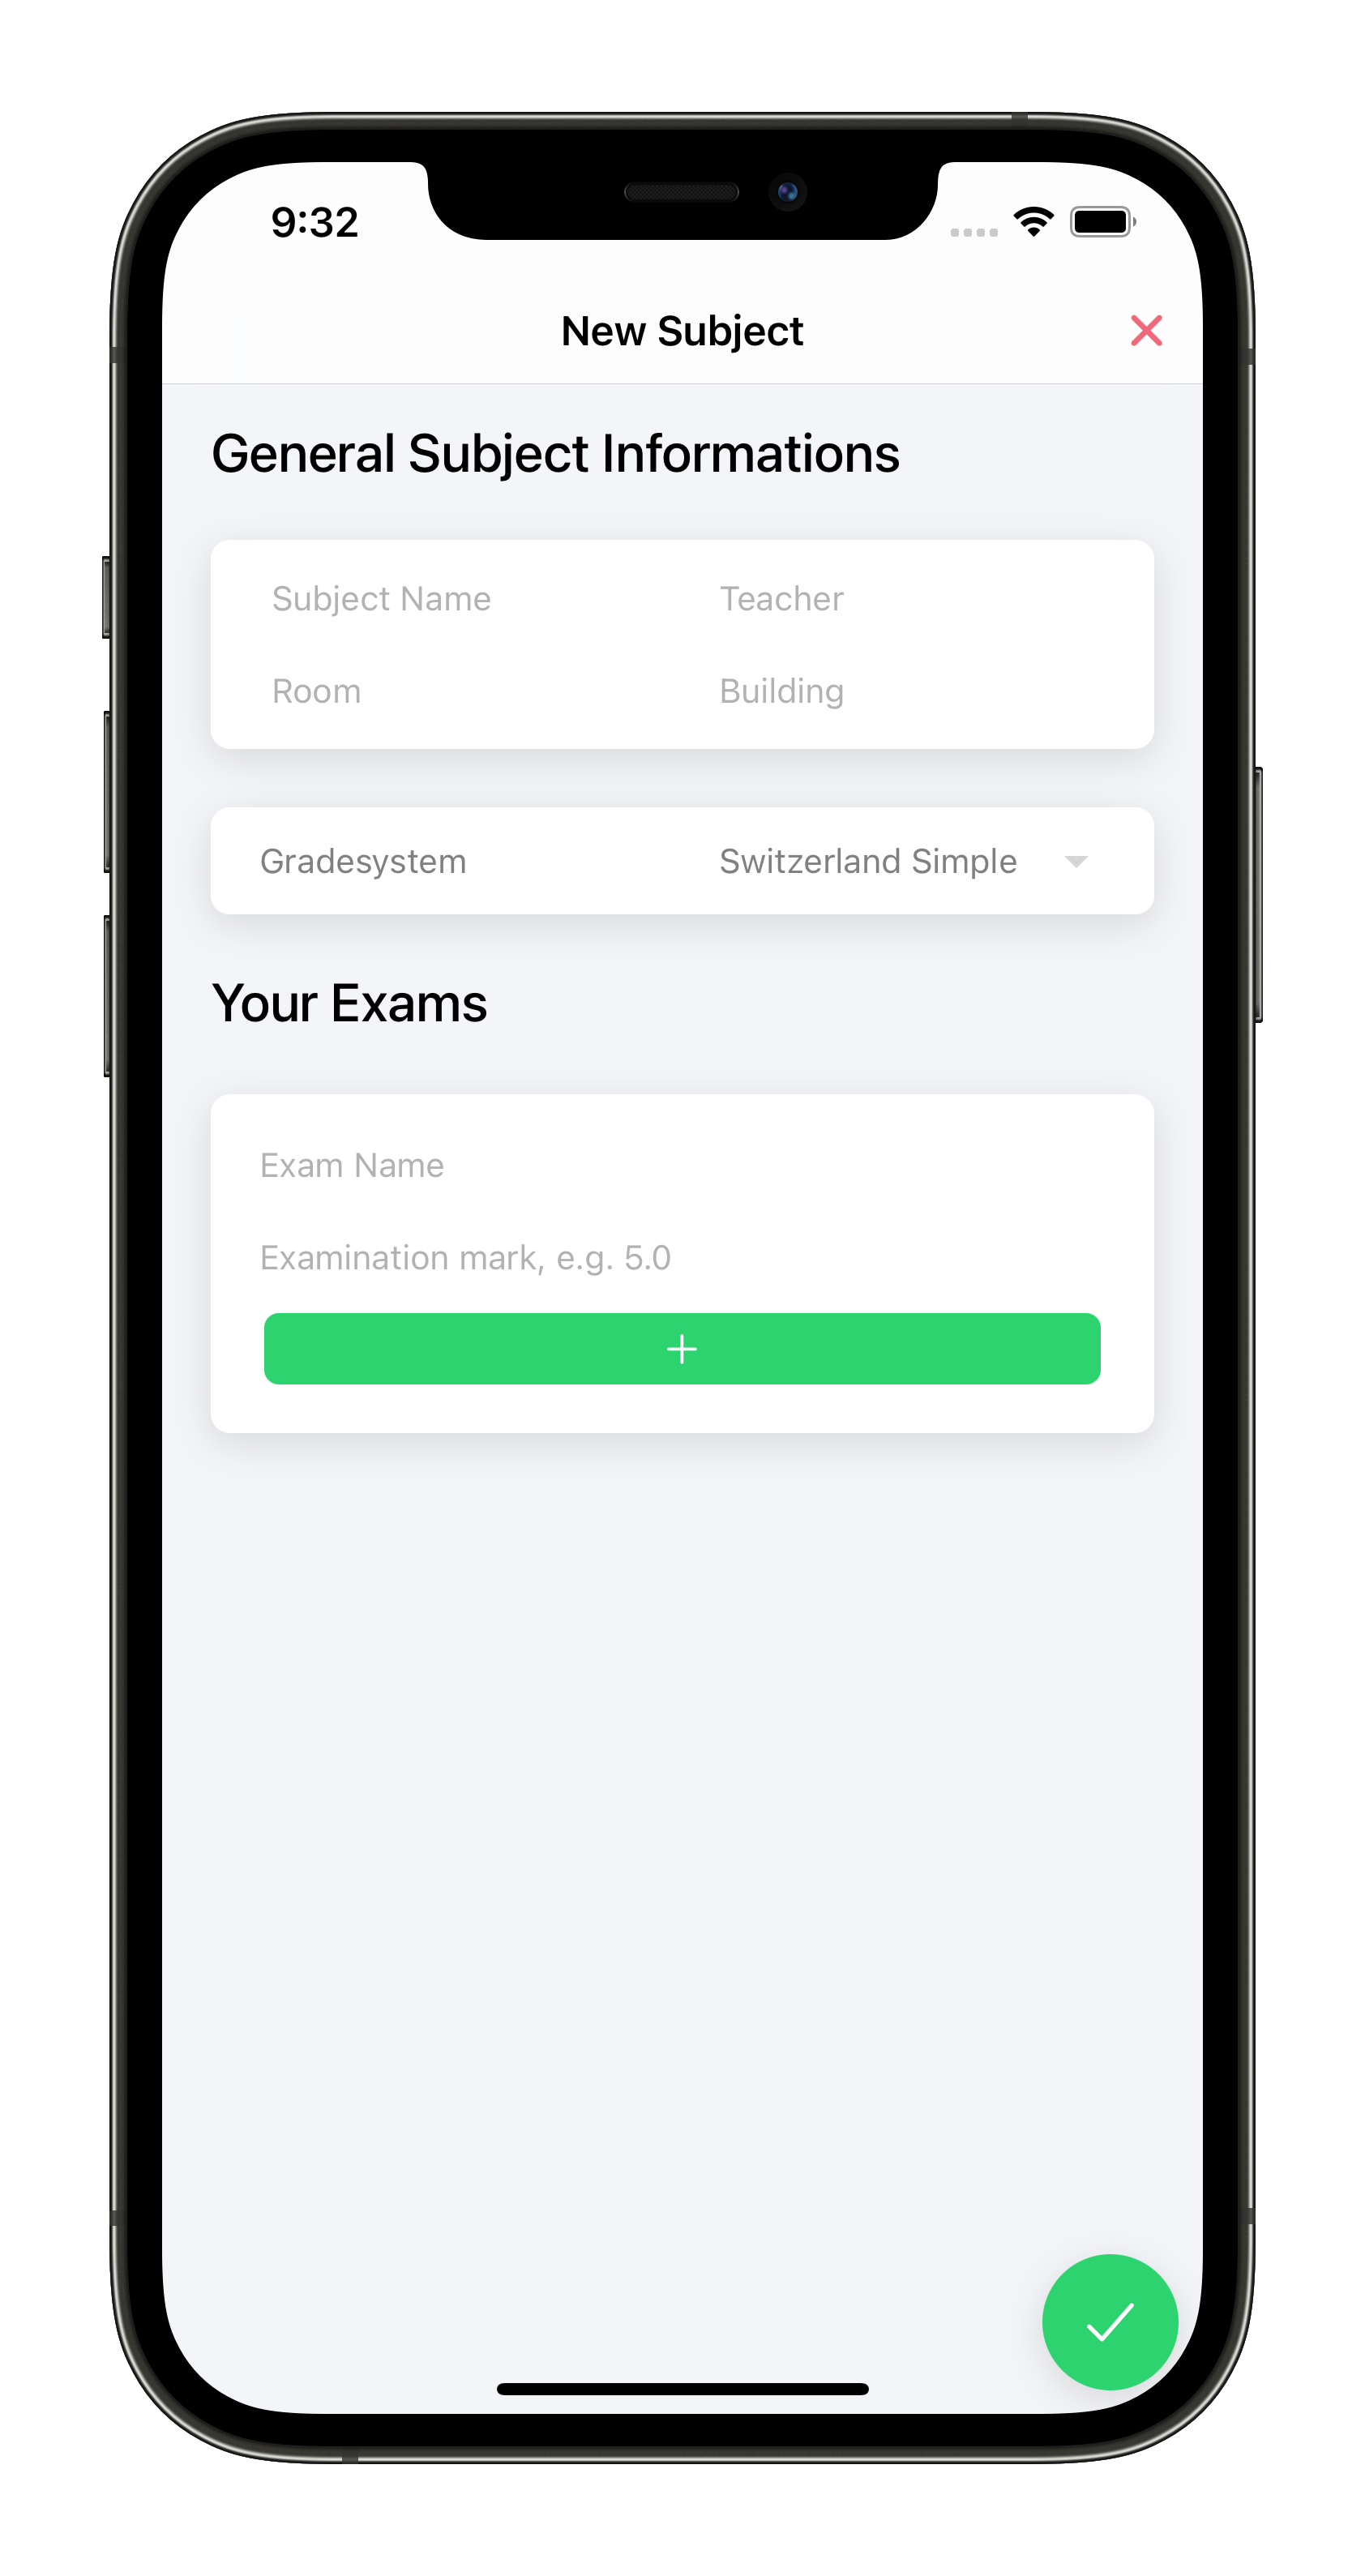 9:32
New Subject
General Subject Informations
Subject Name Teacher
Room Building
Gradesystem Switzerland Simple
Your Exams
Exam Name
Examination mark, e.g. 5.0